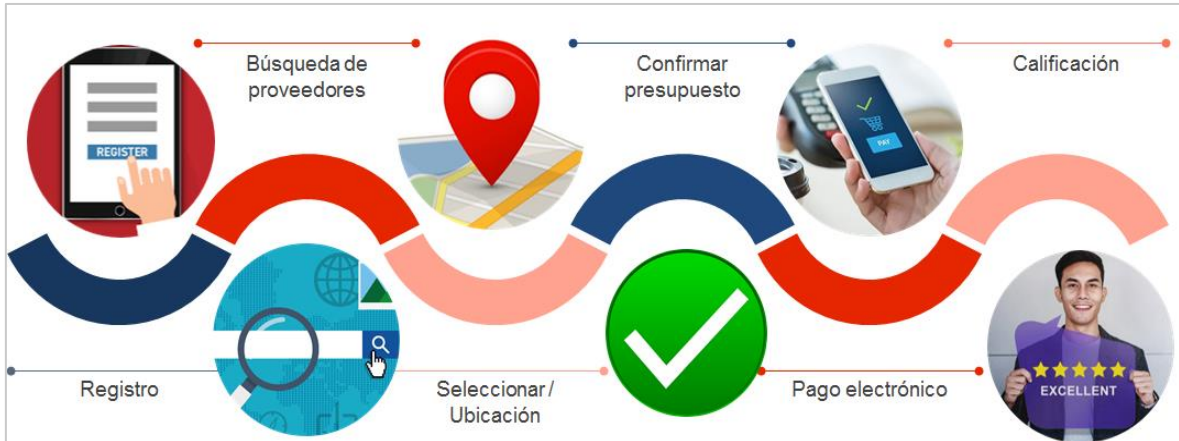 Búsqueda de
proveedores
Confirmar
presupuesto
Calificación
REGISTER
PAY
Registro
Seleccionar /
Ubicación
Pago electrónico
EXCELLENT